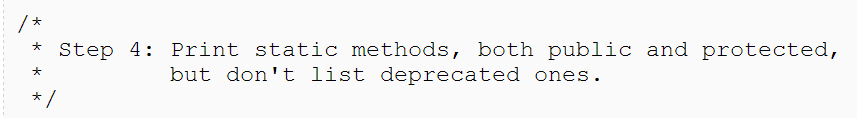 /*
 * Step 4: Print static methods, both public and protected,
 *         but don't list deprecated ones.
 */